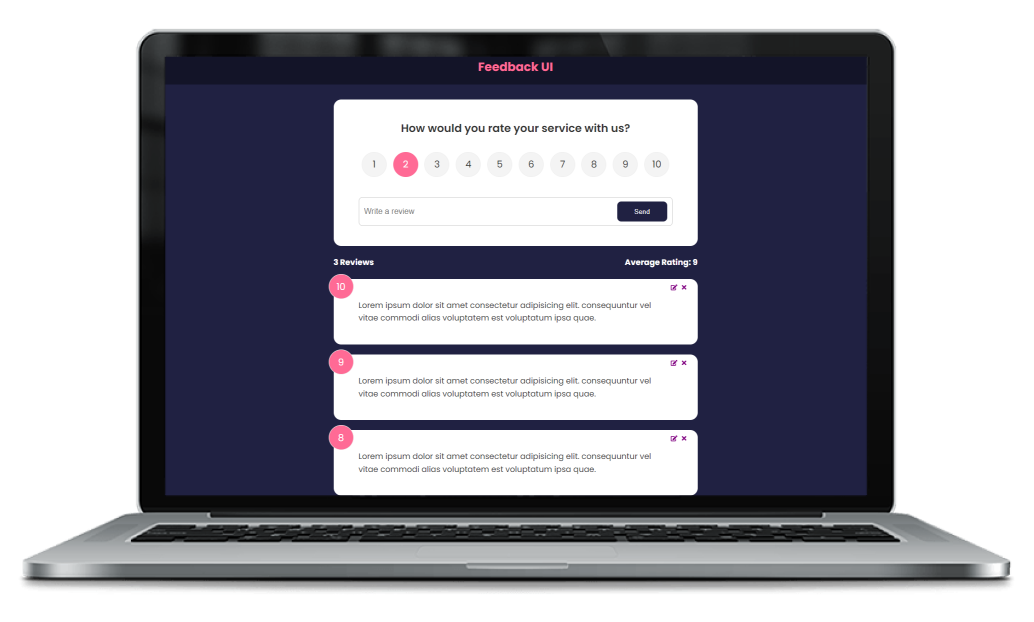 Feedback UI
How would you rate your service with us?
1 2 3 4 5 6 7 8 9 10
Write a review Send
3 Reviews Average Rating: 9
10
Lorem ipsum dolor sit amet consectetur adipisicing elit. consequuntur vel
vitae commodi alias voluptatem est voluptatum ipsa quae.
9
Lorem ipsum dolor sit amet consectetur adipisicing elit. consequuntur vel
vitae commodi alias voluptatem est voluptatum ipsa quae.
8
Lorem ipsum dolor sit amet consectetur adipisicing elit. consequuntur vel
vitae commodi alias voluptatem est voluptatum ipsa quae.